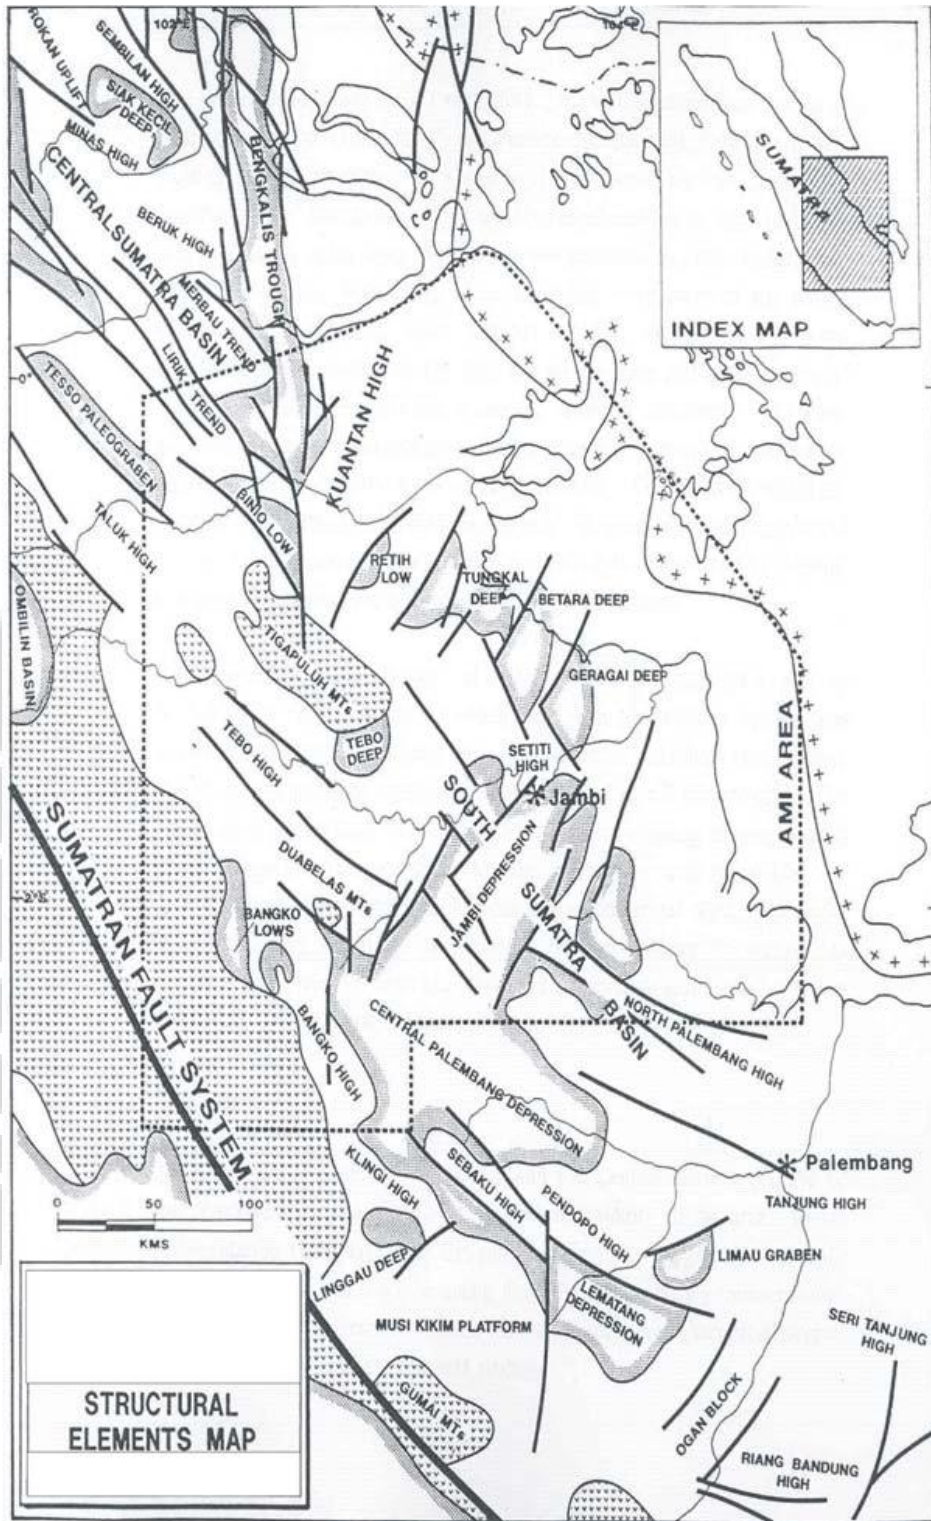 102°E
104°E
ROKAN UPLIFT
SEMBILAN HIGH
SIAK KECIL
DEEP
MINAS HIGH
CENTRAL SUMATRA BASIN
BENGKALIS TROUGH
BERUK HIGH
MERBAU TREND
LIRIK TREND
SUMATRA
INDEX MAP
0°
TESSO PALEOGRABEN
KUANTAN HIGH
BINIO LOW
TALUK HIGH
RETIH
LOW
TUNGKAL
DEEP
BETARA DEEP
OMBILIN BASIN
TIGAPULUH MTS
GERAGAI DEEP
TEBO HIGH
TEBO
DEEP
SETITI
HIGH
Jambi
AMI AREA
SOUTH SUMATRA BASIN
SUMATRAN FAULT SYSTEM
DUABELAS MTS
JAMBI DEPRESSION
2°S
BANGKO
LOWS
BANGKO HIGH
CENTRAL PALEMBANG DEPRESSION
NORTH PALEMBANG HIGH
KLINGI HIGH
SEBAKU HIGH
PENDOPO HIGH
Palembang
TANJUNG HIGH
0 50 100
KMS
LINGGAU DEEP
LIMAU GRABEN
LEMATANG
DEPRESSION
MUSI KIKIM PLATFORM
SERI TANJUNG
HIGH
GUMAI MTS
OGAN BLOCK
RIANG BANDUNG
HIGH
STRUCTURAL
ELEMENTS MAP